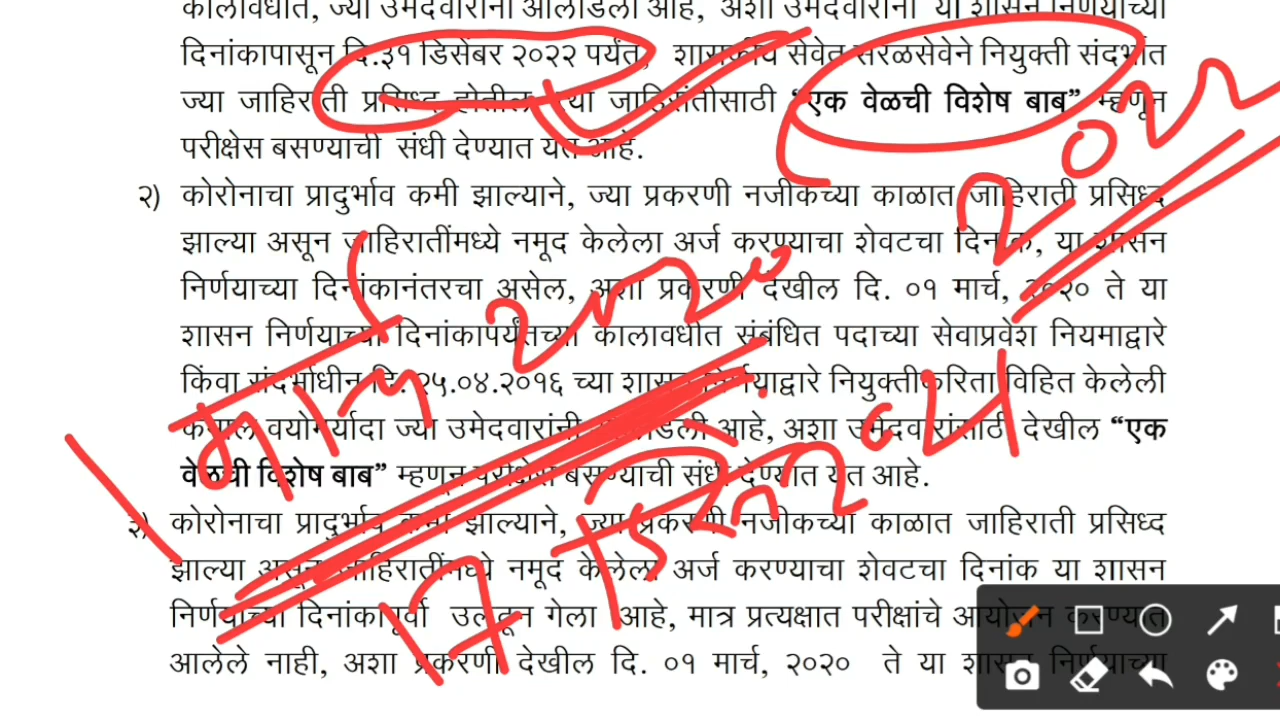 कालावधीत, ज्या उमेदवारांनी ओलांडली आहे, अशा उमेदवारांना या शासन निर्णयाच्या
दिनांकापासून दि.३१ डिसेंबर २०२२ पर्यंत, शासकीय सेवेत सरळसेवेने नियुक्ती संदर्भात
ज्या जाहिराती प्रसिध्द होतील त्या जाहिरातीसाठी “एक वेळची विशेष बाब” म्हणून
परीक्षेस बसण्याची संधी देण्यात येत आहे.
२) कोरोनाचा प्रादुर्भाव कमी झाल्याने, ज्या प्रकरणी नजीकच्या काळात जाहिराती प्रसिध्द
झाल्या असून जाहिरातींमध्ये नमूद केलेला अर्ज करण्याचा शेवटचा दिनांक, या शासन
निर्णयाच्या दिनांकानंतरचा असेल, अशा प्रकरणी देखील दि. ०१ मार्च, २०२० ते या
शासन निर्णयाच्या दिनांकापर्यंतच्या कालावधीत संबंधित पदाच्या सेवाप्रवेश नियमाद्वारे
किंवा संदर्भाधीन दि. २५.०४.२०१६ च्या शासन निर्णयाद्वारे नियुक्तीकरिता विहित केलेली
कमाल वयोमर्यादा ज्या उमेदवारांनी ओलांडली आहे, अशा उमेदवारांसाठी देखील “एक
वेळची विशेष बाब” म्हणून परीक्षेस बसण्याची संधी देण्यात येत आहे.
३) कोरोनाचा प्रादुर्भाव कमी झाल्याने, ज्या प्रकरणी नजीकच्या काळात जाहिराती प्रसिध्द
झाल्या असून जाहिरातींमध्ये नमूद केलेला अर्ज करण्याचा शेवटचा दिनांक या शासन
निर्णयाच्या दिनांकापूर्वी उलटून गेला आहे, मात्र प्रत्यक्षात परीक्षांचे आयोजन करण्यात
आलेले नाही, अशा प्रकरणी देखील दि. ०१ मार्च, २०२० ते या शासन निर्णयाच्या
2022
1 मार्च 2020
17